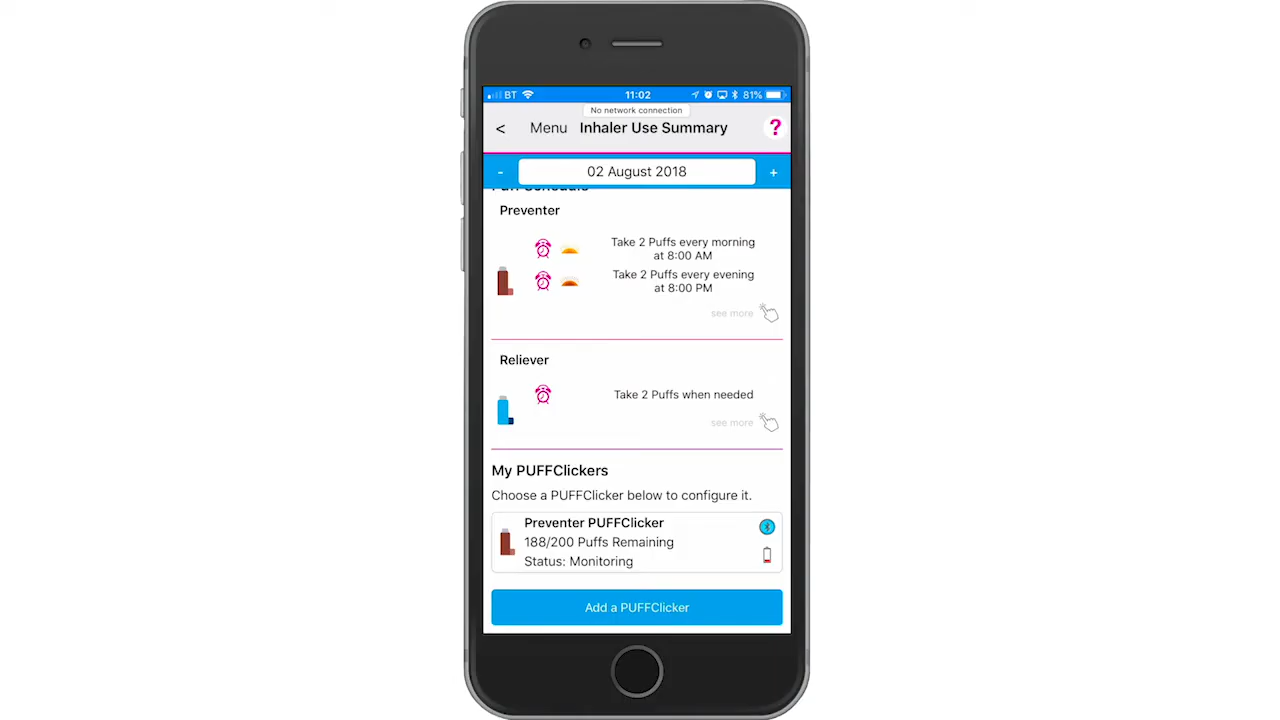 BT 11:02 81%
No network connection
< Menu Inhaler Use Summary ?
- 02 August 2018 +
Puff Schedule
Preventer
Take 2 Puffs every morning
at 8:00 AM
Take 2 Puffs every evening
at 8:00 PM
see more
Reliever
Take 2 Puffs when needed
see more
My PUFFClickers
Choose a PUFFClicker below to configure it.
Preventer PUFFClicker
188/200 Puffs Remaining
Status: Monitoring
Add a PUFFClicker